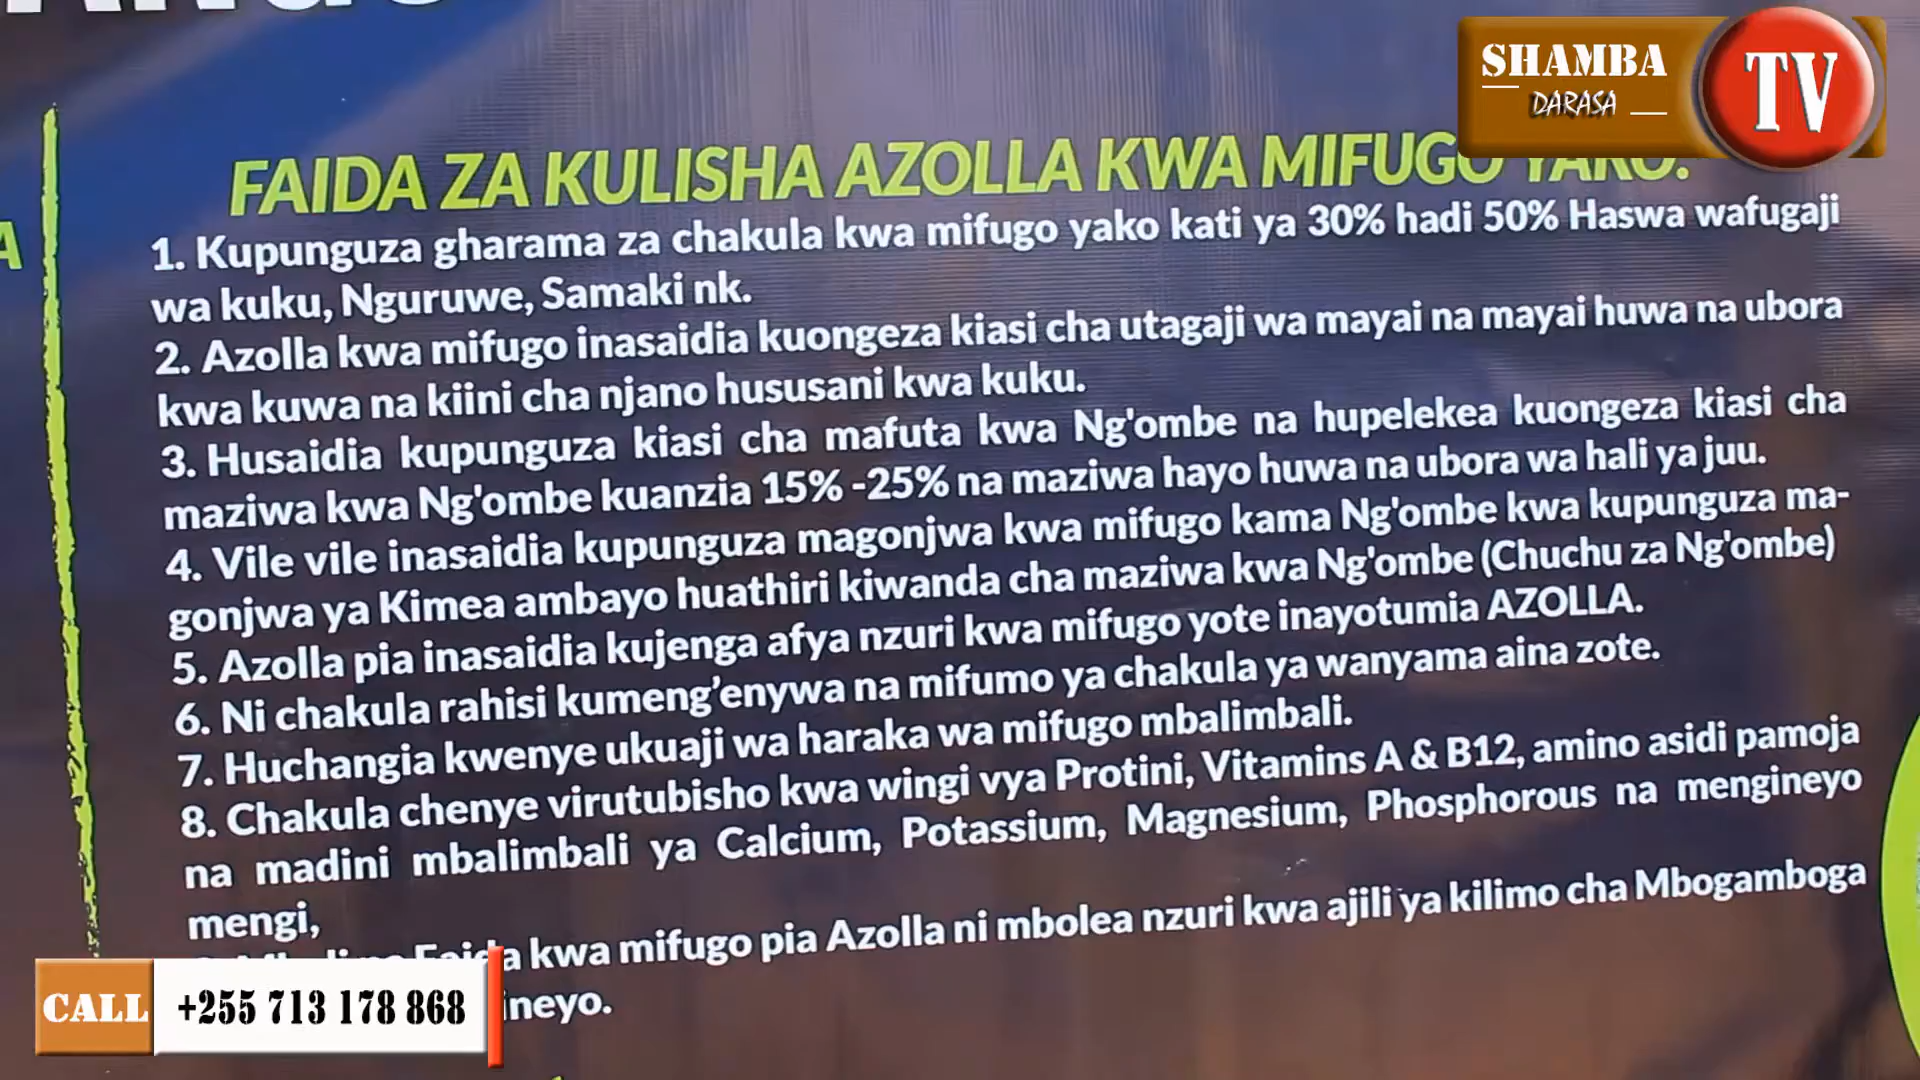 SHAMBA
DARASA
TV
A
FAIDA ZA KULISHA AZOLLA KWA MIFUGO YAKO.
1. Kupunguza gharama za chakula kwa mifugo yako kati ya 30% hadi 50% Haswa wafugaji
wa kuku, Nguruwe, Samaki nk.
2. Azolla kwa mifugo inasaidia kuongeza kiasi cha utagaji wa mayai na mayai huwa na ubora
kwa kuwa na kiini cha njano hususani kwa kuku.
3. Husaidia kupunguza kiasi cha mafuta kwa Ng'ombe na hupelekea kuongeza kiasi cha
maziwa kwa Ng'ombe kuanzia 15% -25% na maziwa hayo huwa na ubora wa hali ya juu.
4. Vile vile inasaidia kupunguza magonjwa kwa mifugo kama Ng'ombe kwa kupunguza ma-
gonjwa ya Kimea ambayo huathiri kiwanda cha maziwa kwa Ng'ombe (Chuchu za Ng'ombe)
5. Azolla pia inasaidia kujenga afya nzuri kwa mifugo yote inayotumia AZOLLA.
6. Ni chakula rahisi kumeng’enywa na mifumo ya chakula ya wanyama aina zote.
7. Huchangia kwenye ukuaji wa haraka wa mifugo mbalimbali.
8. Chakula chenye virutubisho kwa wingi vya Protini, Vitamins A & B12, amino asidi pamoja
na madini mbalimbali ya Calcium, Potassium, Magnesium, Phosphorous na mengineyo
mengi,
Faida kwa mifugo pia Azolla ni mbolea nzuri kwa ajili ya kilimo cha Mbogamboga
ineyo.
CALL +255 713 178 868